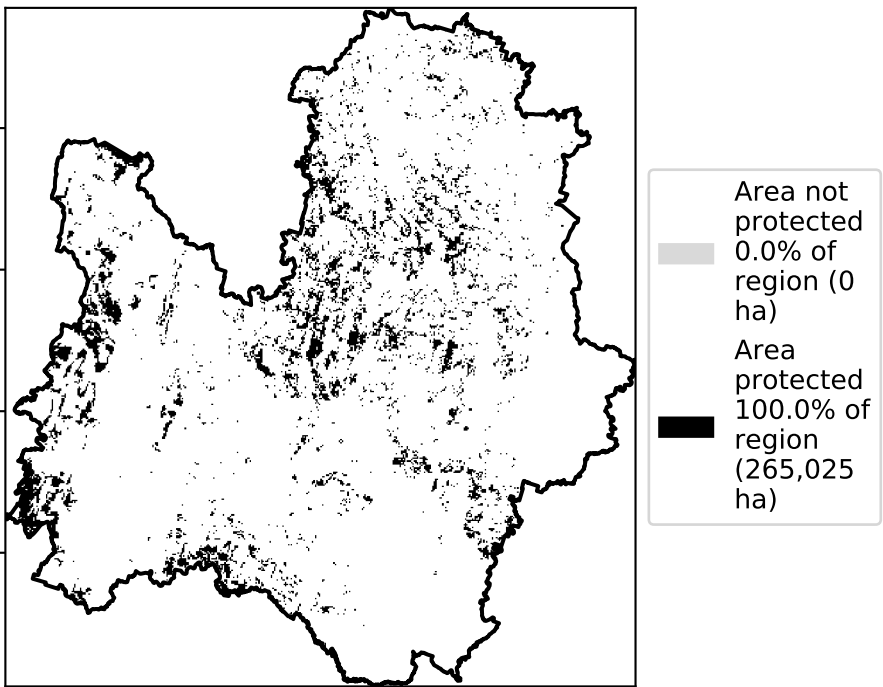 Area not
protected
0.0% of
region (0
ha)
Area
protected
100.0% of
region
(265,025
ha)